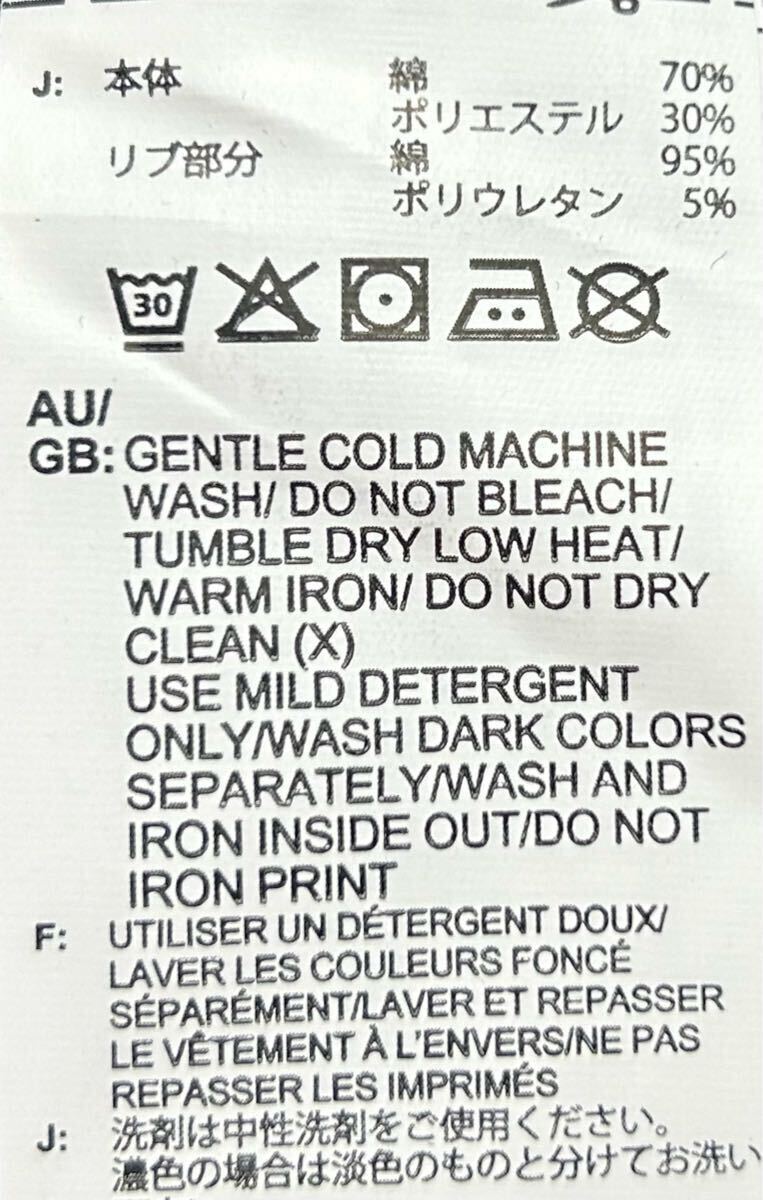 J: 本体 綿 70%
ポリエステル 30%
リブ部分 綿 95%
ポリウレタン 5%
30
AU/
GB: GENTLE COLD MACHINE
WASH/ DO NOT BLEACH/
TUMBLE DRY LOW HEAT/
WARM IRON/ DO NOT DRY
CLEAN (X)
USE MILD DETERGENT
ONLY/WASH DARK COLORS
SEPARATELY/WASH AND
IRON INSIDE OUT/DO NOT
IRON PRINT
F: UTILISER UN DÉTERGENT DOUX/
LAVER LES COULEURS FONCÉ
SÉPARÉMENT/LAVER ET REPASSER
LE VÊTEMENT À L'ENVERS/NE PAS
REPASSER LES IMPRIMÉS
J: 洗剤は中性洗剤をご使用ください。
濃色の場合は淡色のものと分けてお洗い